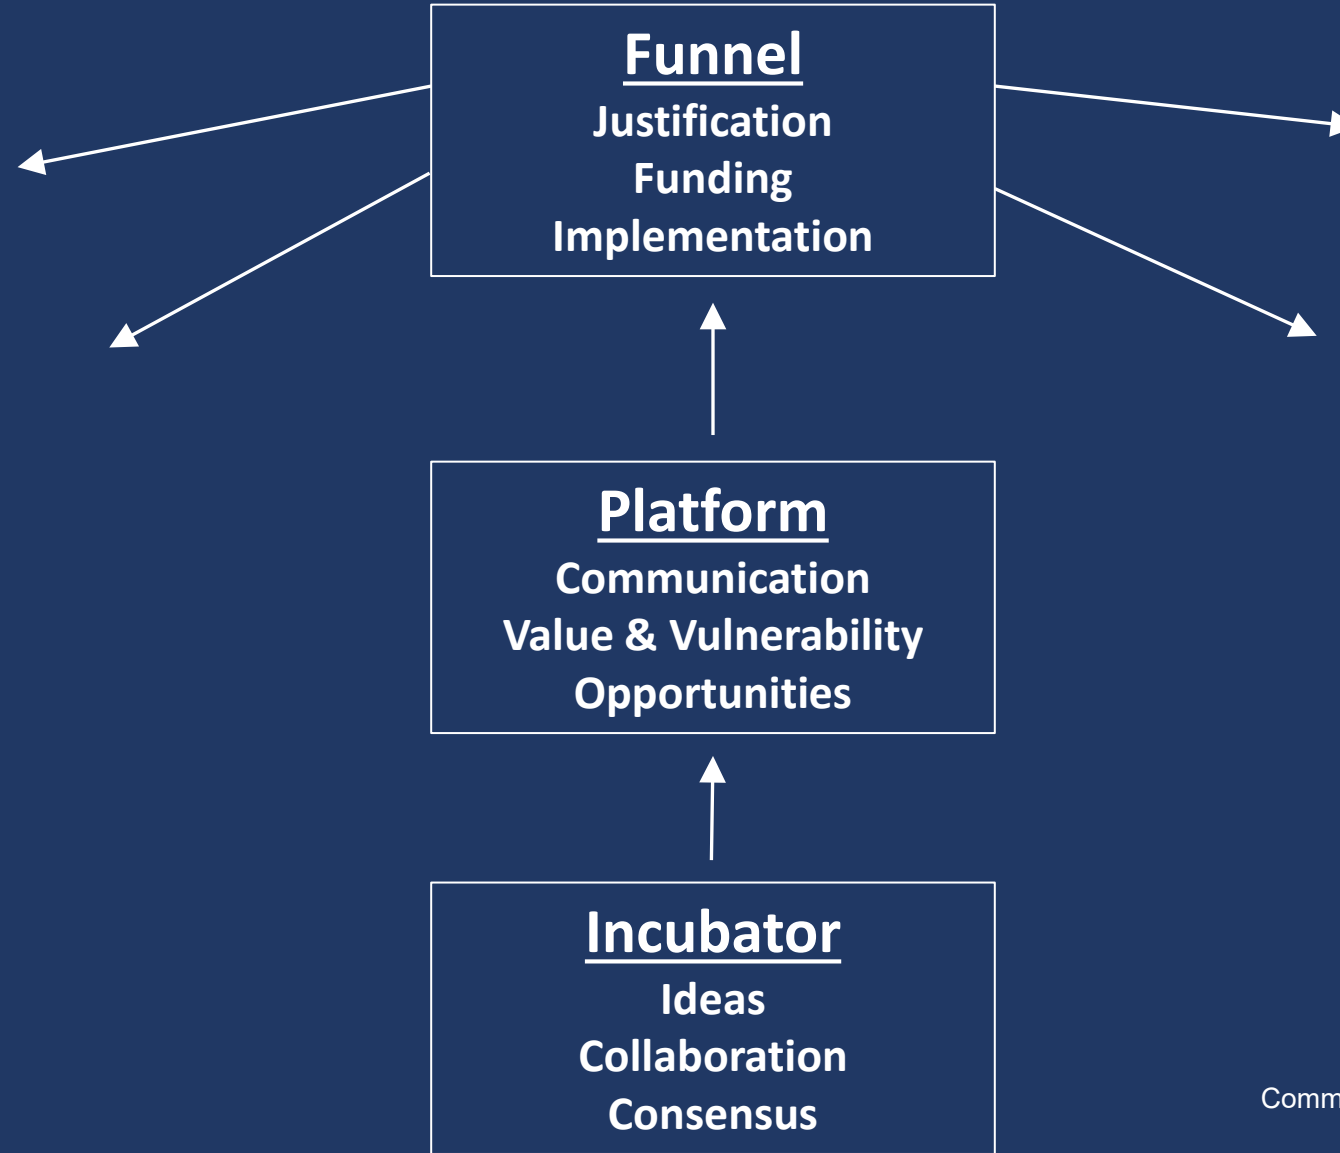 Funnel
Justification
Funding
Implementation
Platform
Communication
Value & Vulnerability
Opportunities
Incubator
Ideas
Collaboration
Consensus